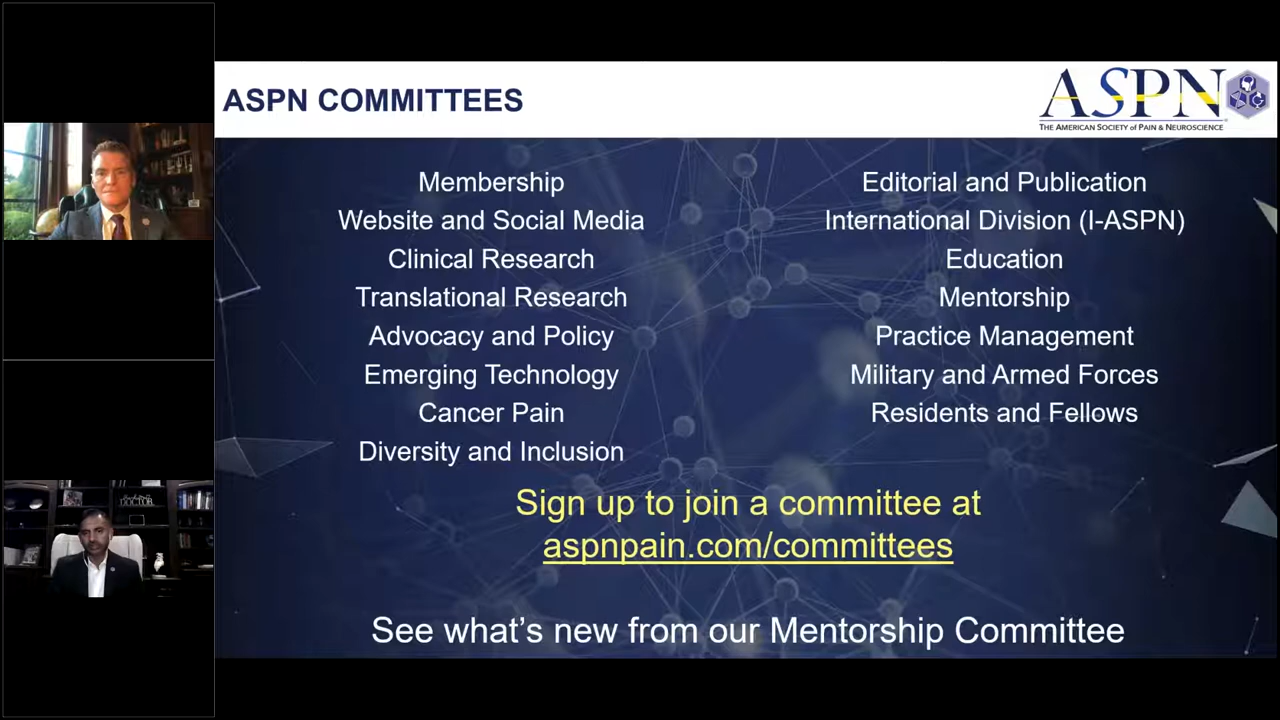 ASPN COMMITTEES
ASPN
THE AMERICAN SOCIETY of PAIN & NEUROSCIENCE
Membership
Website and Social Media
Clinical Research
Translational Research
Advocacy and Policy
Emerging Technology
Cancer Pain
Diversity and Inclusion
Editorial and Publication
International Division (I-ASPN)
Education
Mentorship
Practice Management
Military and Armed Forces
Residents and Fellows
Sign up to join a committee at
aspnpain.com/committees
See what's new from our Mentorship Committee
DOCTOR